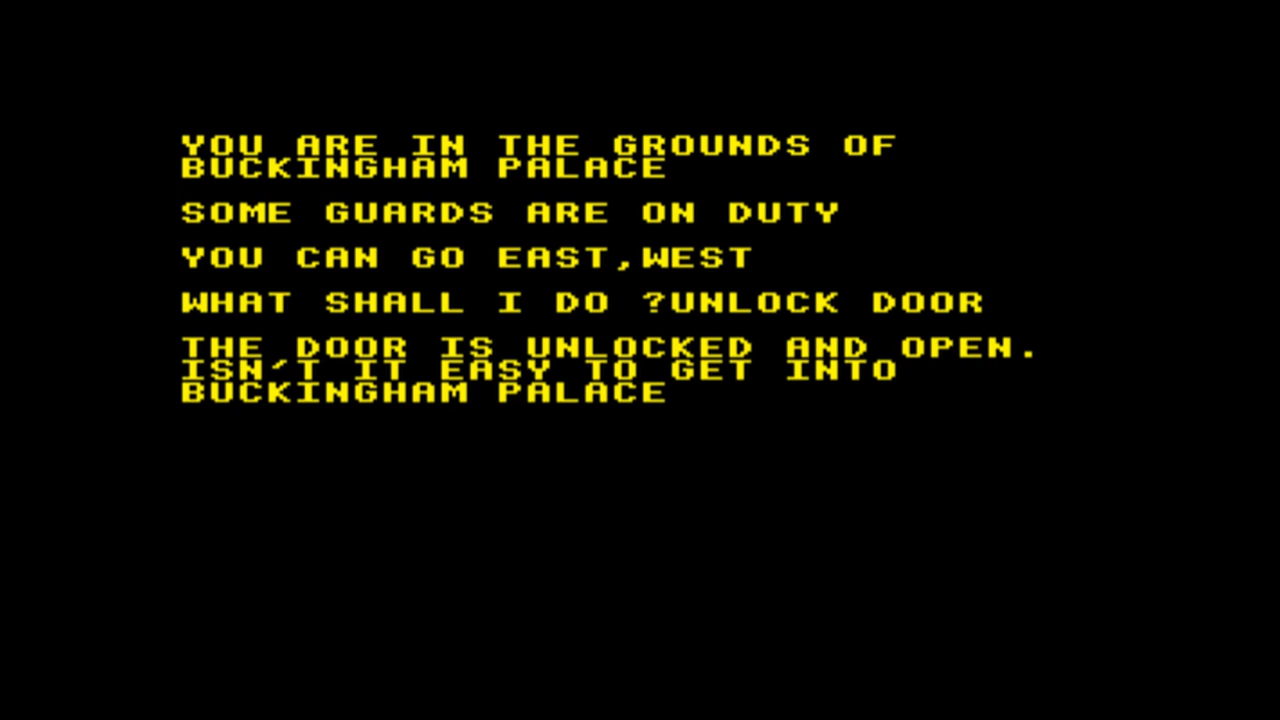 YOU ARE IN THE GROUNDS OF
BUCKINGHAM PALACE
SOME GUARDS ARE ON DUTY
YOU CAN GO EAST,WEST
WHAT SHALL I DO ?UNLOCK DOOR
THE DOOR IS UNLOCKED AND OPEN.
ISN´T IT EASY TO GET INTO
BUCKINGHAM PALACE